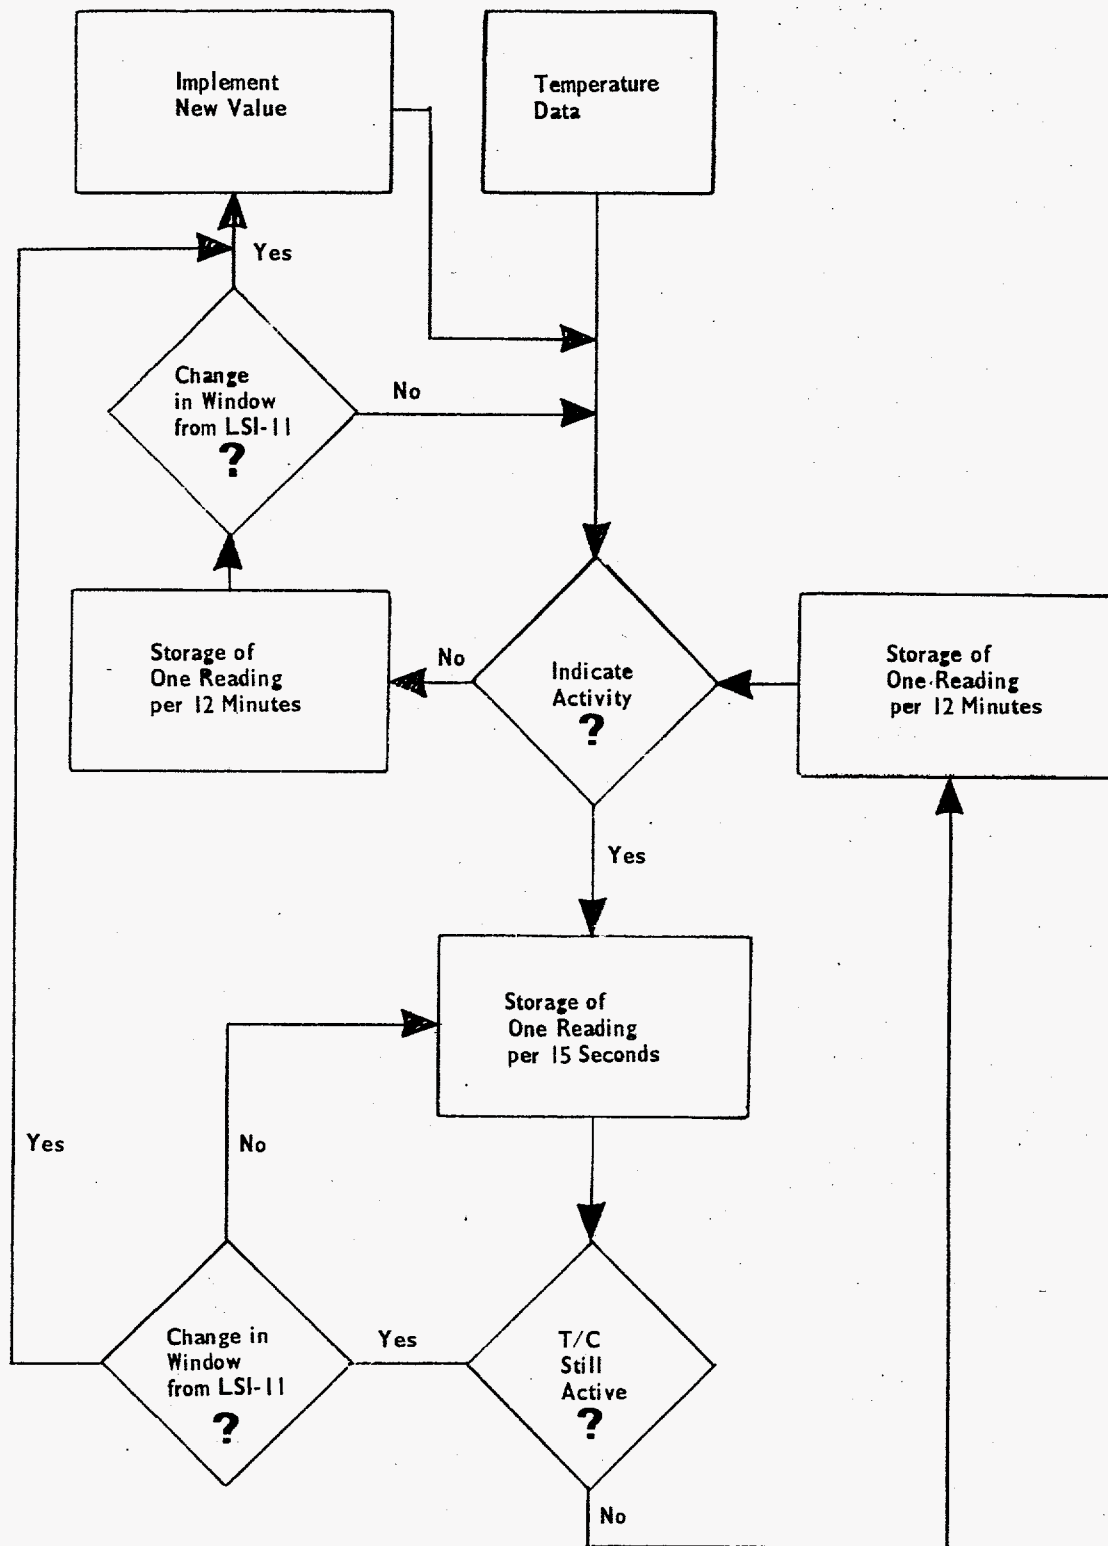 Implement
New Value
Temperature
Data
Yes
Change
in Window
from LSI-11
?
No
Storage of
One Reading
per 12 Minutes
No
Indicate
Activity
?
Storage of
One Reading
per 12 Minutes
Yes
Storage of
One Reading
per 15 Seconds
Yes
No
Change in
Window
from LSI-11
?
Yes
T/C
Still
Active
?
No